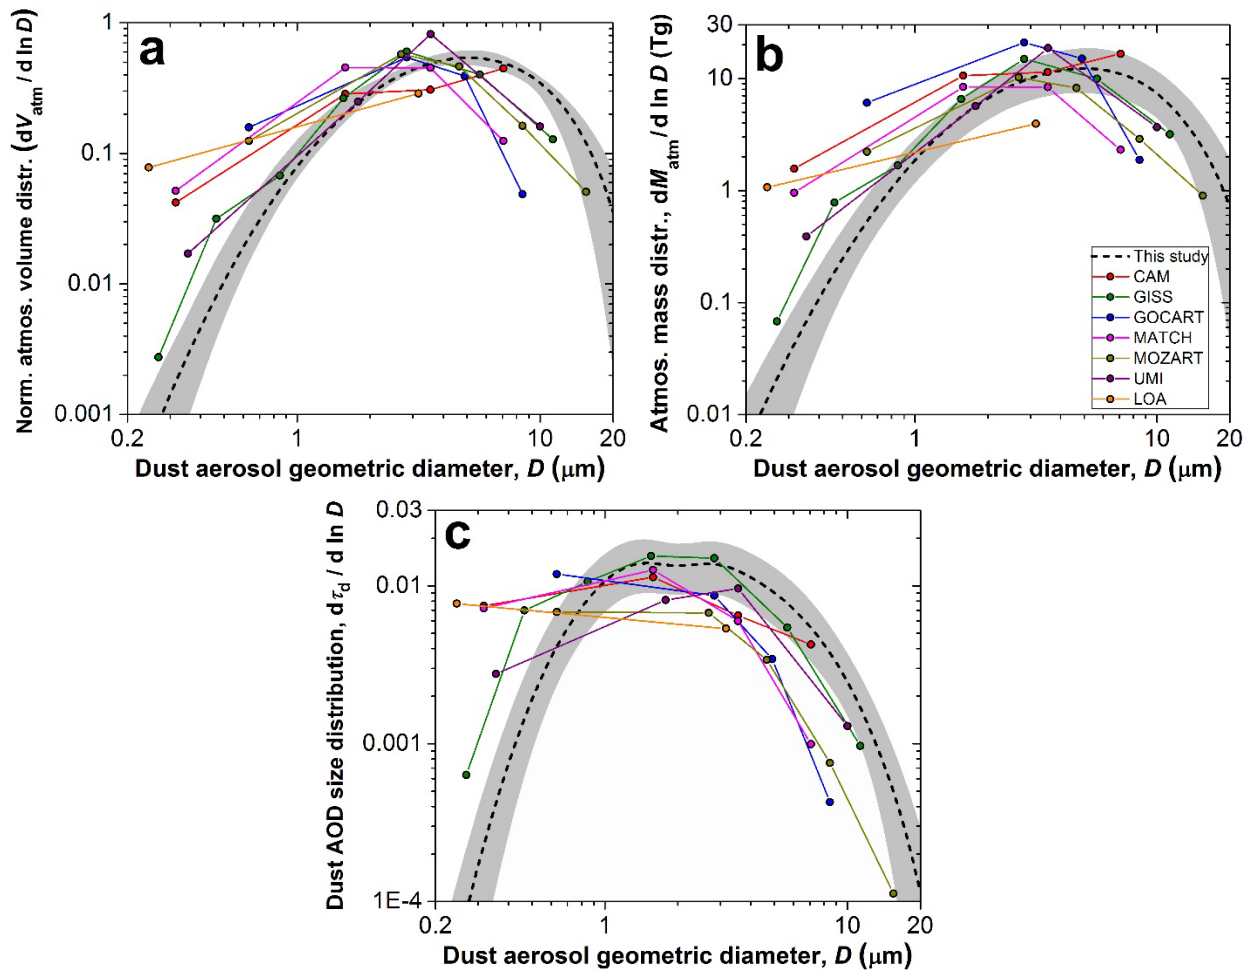 a
Norm. atmos. volume distr. (dVatm / d ln D)
1
0.1
0.01
0.001
0.2
1
10
20
Dust aerosol geometric diameter, D (μm)
b
Atmos. mass distr., dMatm / d ln D (Tg)
30
10
1
0.1
0.01
0.2
1
10
20
Dust aerosol geometric diameter, D (μm)
This study
CAM
GISS
GOCART
MATCH
MOZART
UMI
LOA
c
Dust AOD size distribution, dτd / d ln D
0.03
0.01
0.001
1E-4
0.2
1
10
20
Dust aerosol geometric diameter, D (μm)